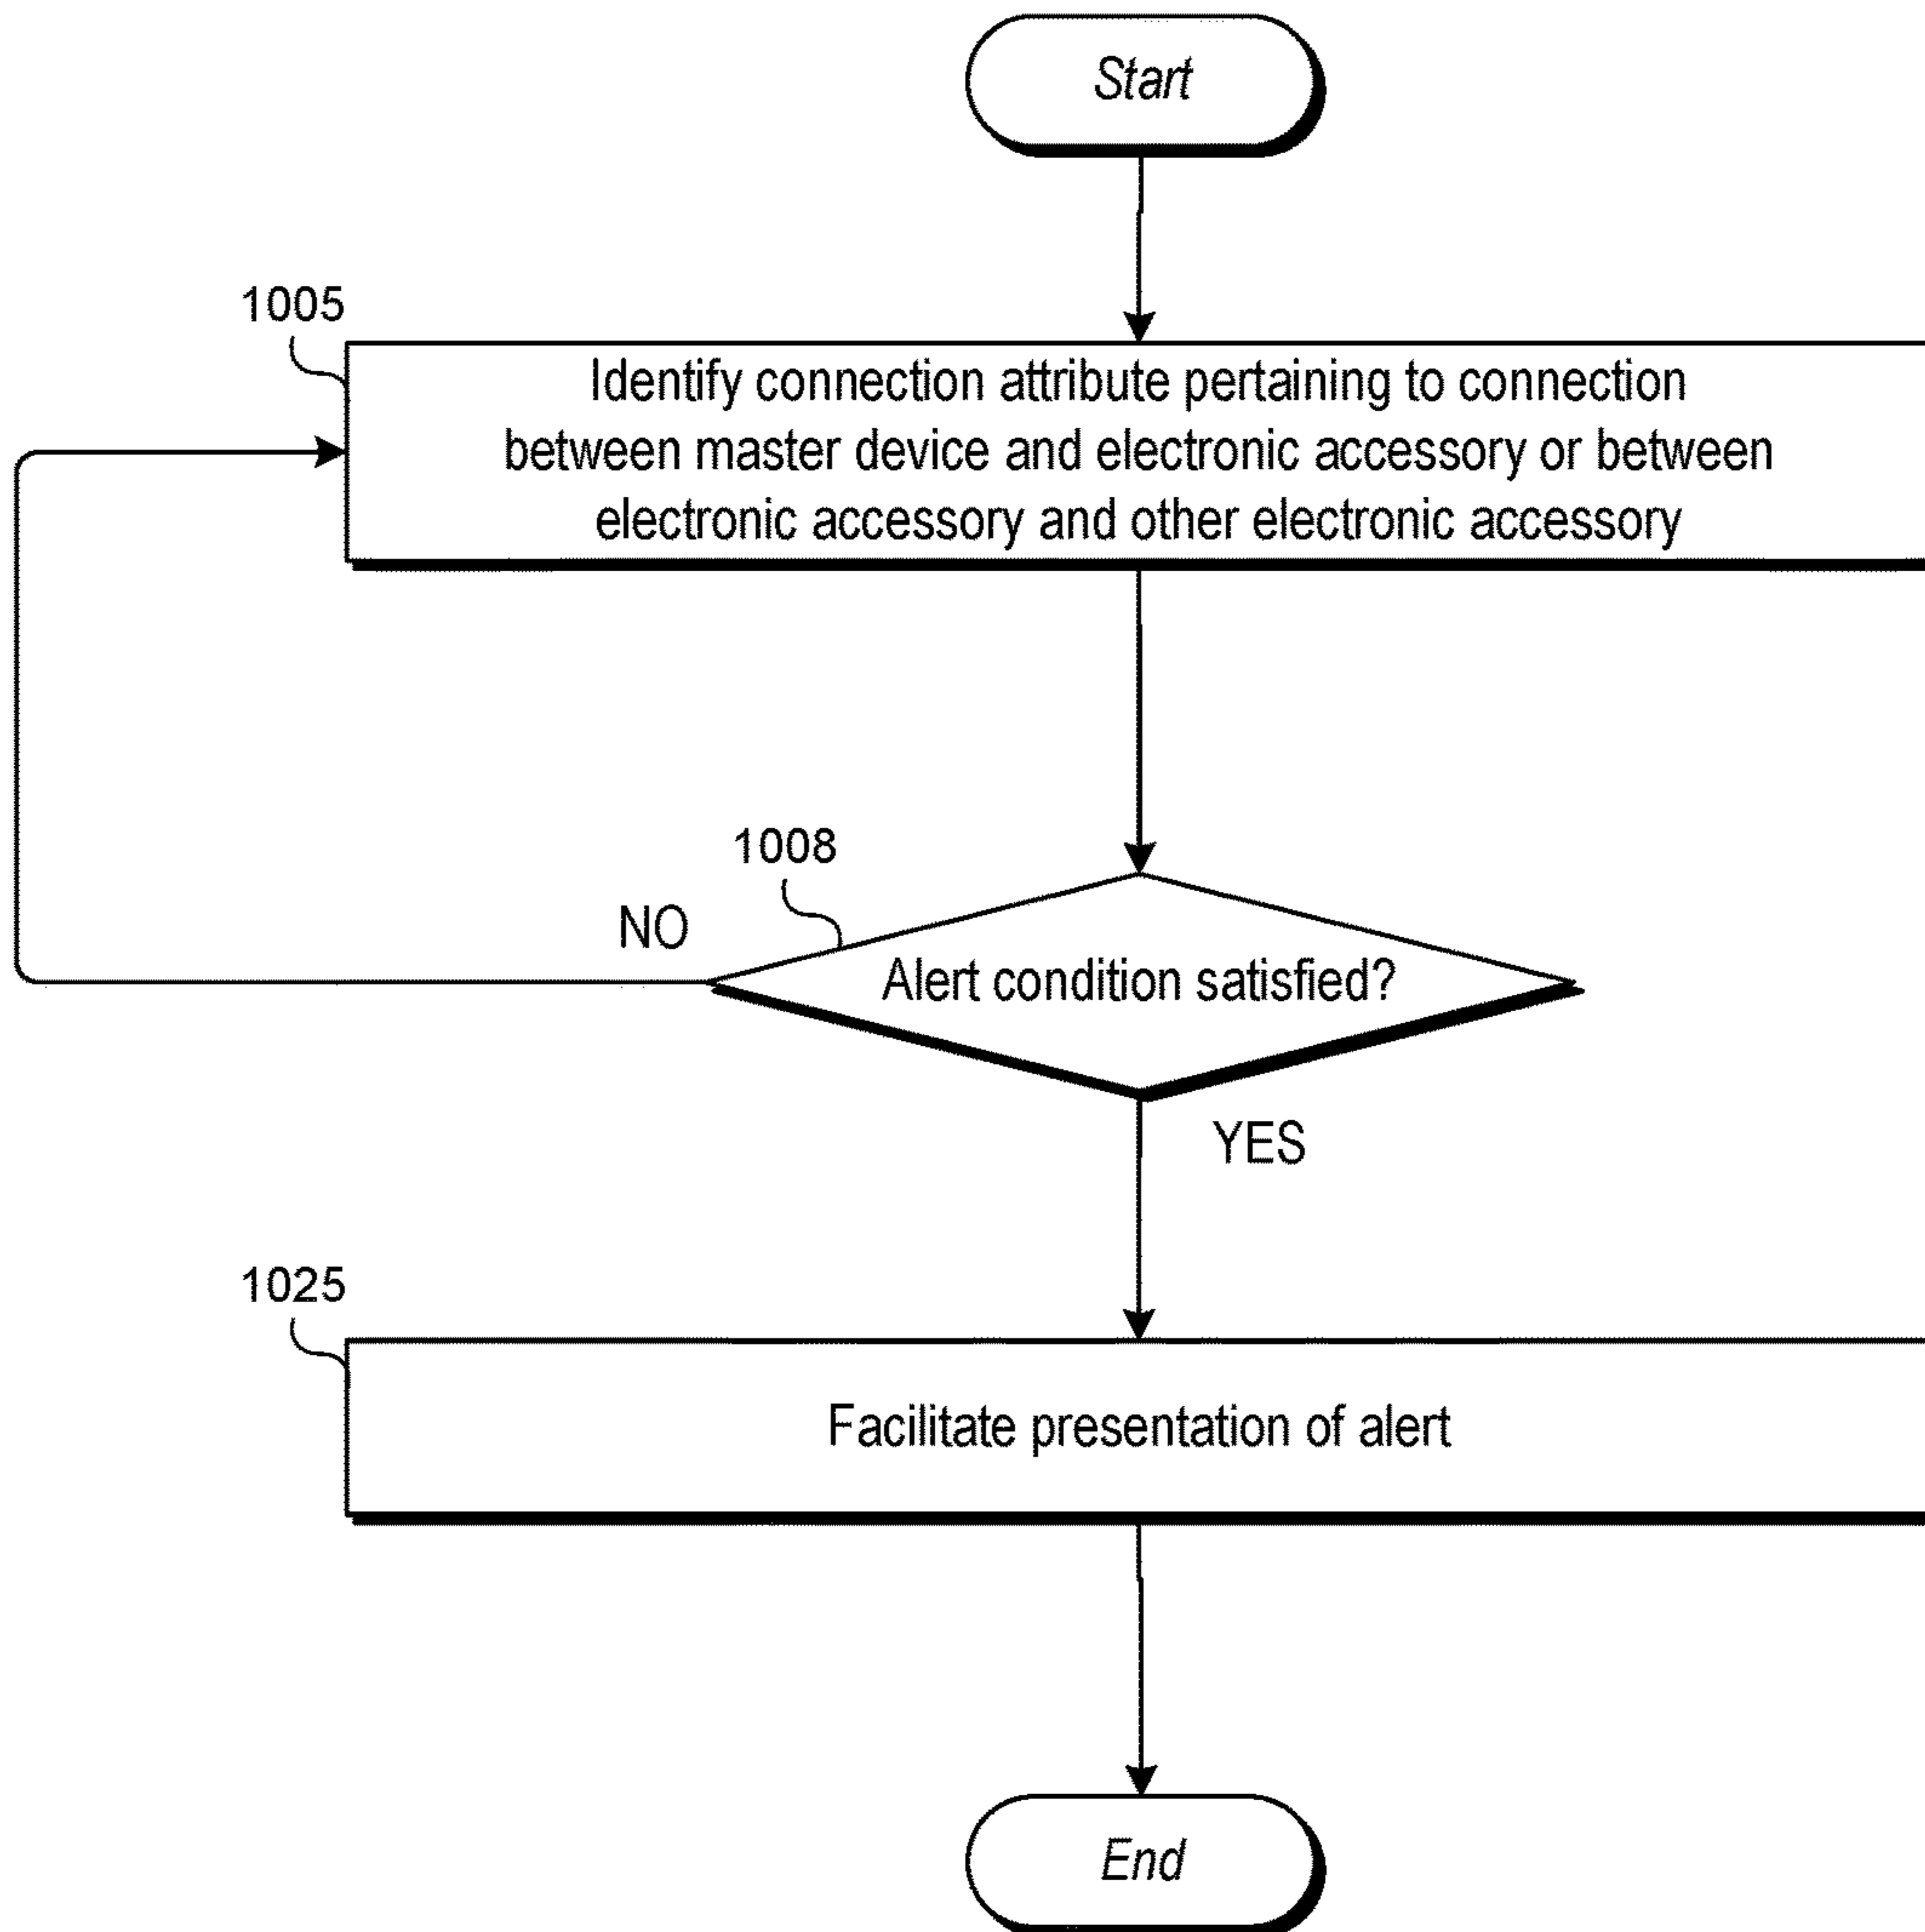 Start
1005
Identify connection attribute pertaining to connection
between master device and electronic accessory or between
electronic accessory and other electronic accessory
1008
NO
Alert condition satisfied?
YES
1025
Facilitate presentation of alert
End